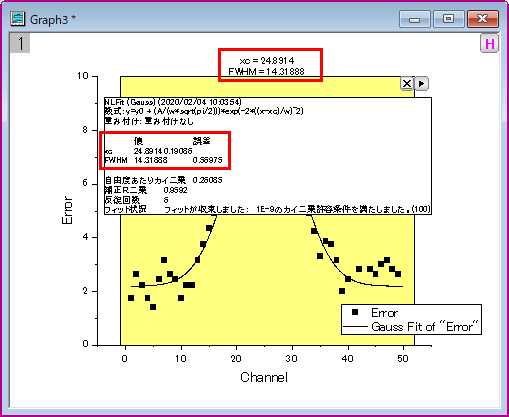 Graph3 *
1
H
xc = 24.8914
FWHM = 14.31888
NLFit (Gauss) (2020/02/04 10:03:54)
数式: y=y0 + (A/(w*sqrt(pi/2)))*exp(-2*((x-xc)/w)^2)
重み付け: 重み付けなし
値 誤差
xc 24.8914 0.19085
FWHM 14.31888 0.55975
自由度あたりカイ二乗 0.25085
補正R二乗 0.9592
反復回数 5
フィット状況 フィットが収束しました: 1E-9のカイ二乗許容条件を満たしました。(100)
10
8
6
4
2
0
Error
0 10 20 30 40 50
Channel
Error
Gauss Fit of "Error"